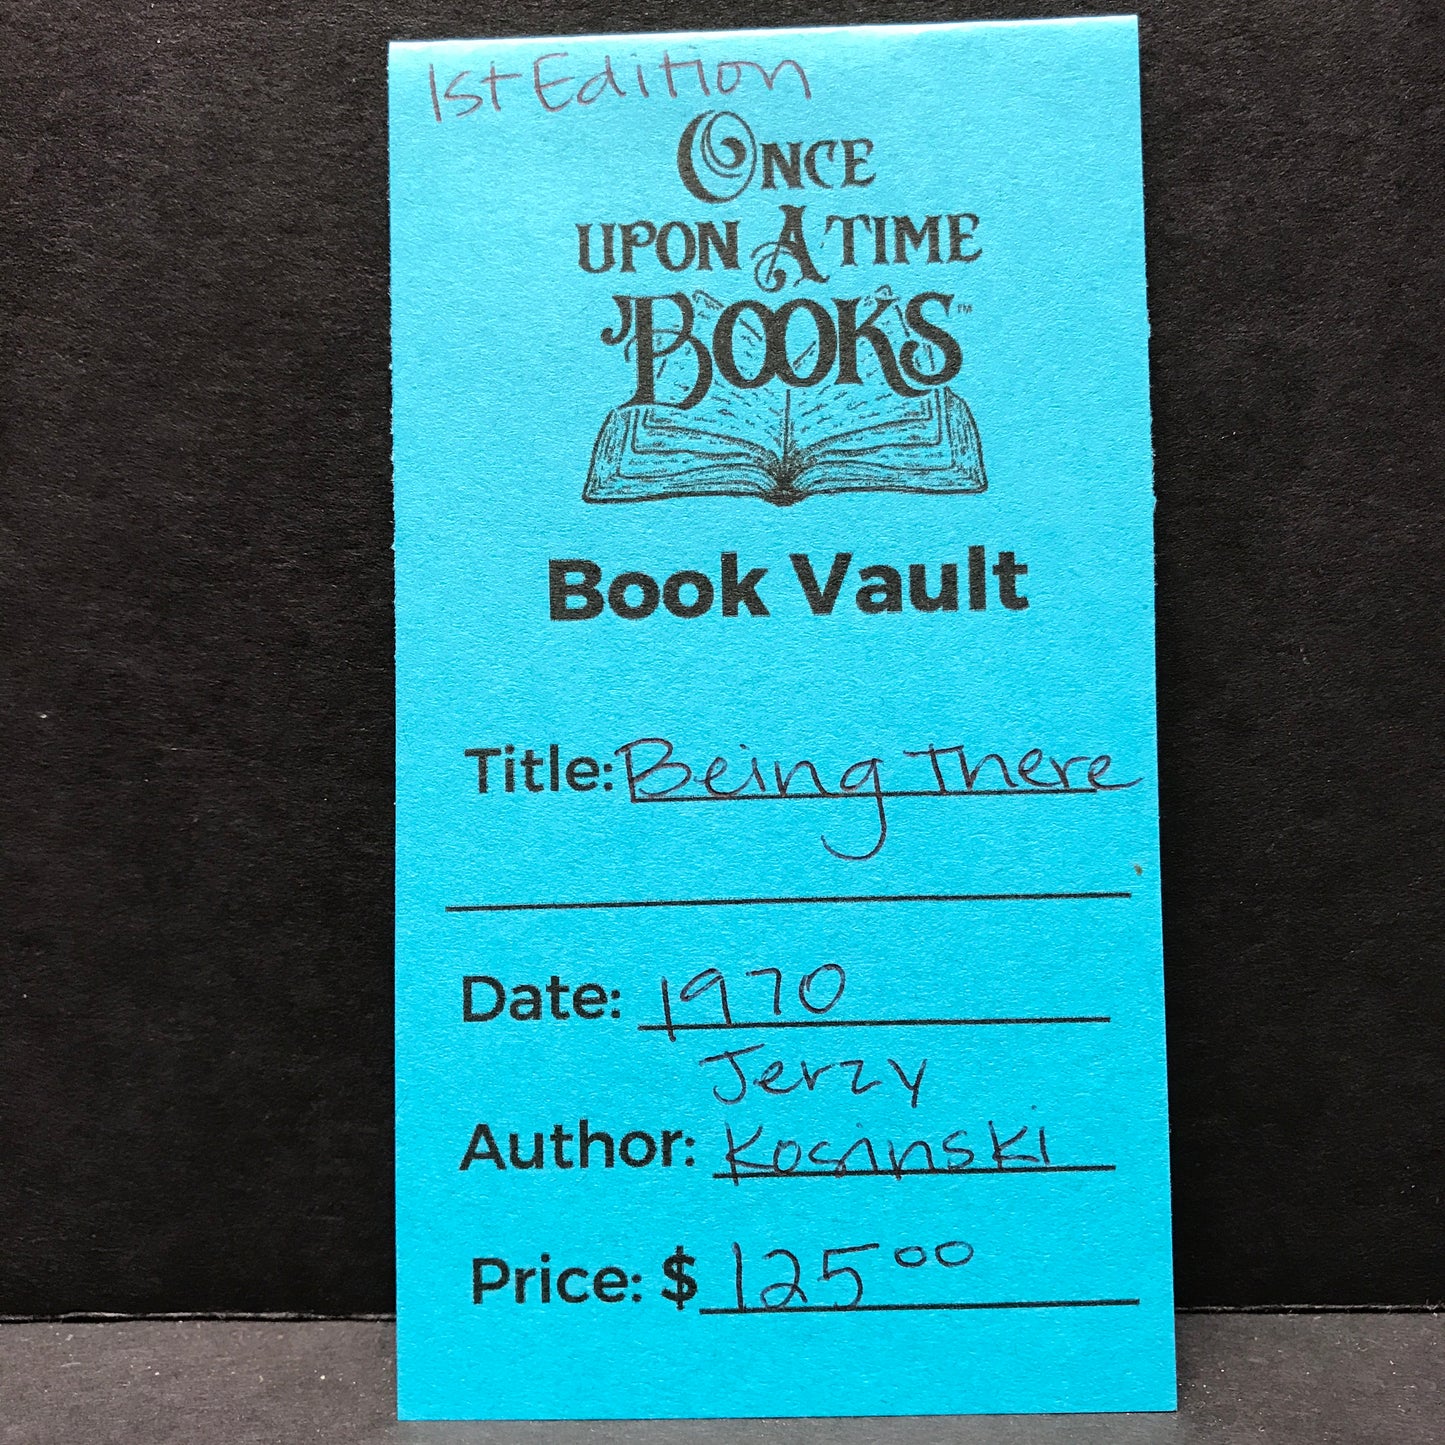 1st Edition
ONCE
UPON A TIME
BOOKS™
Book Vault
Title: Being There
Date: 1970
Jerzy
Author: Kosinski
Price: $ 125.00